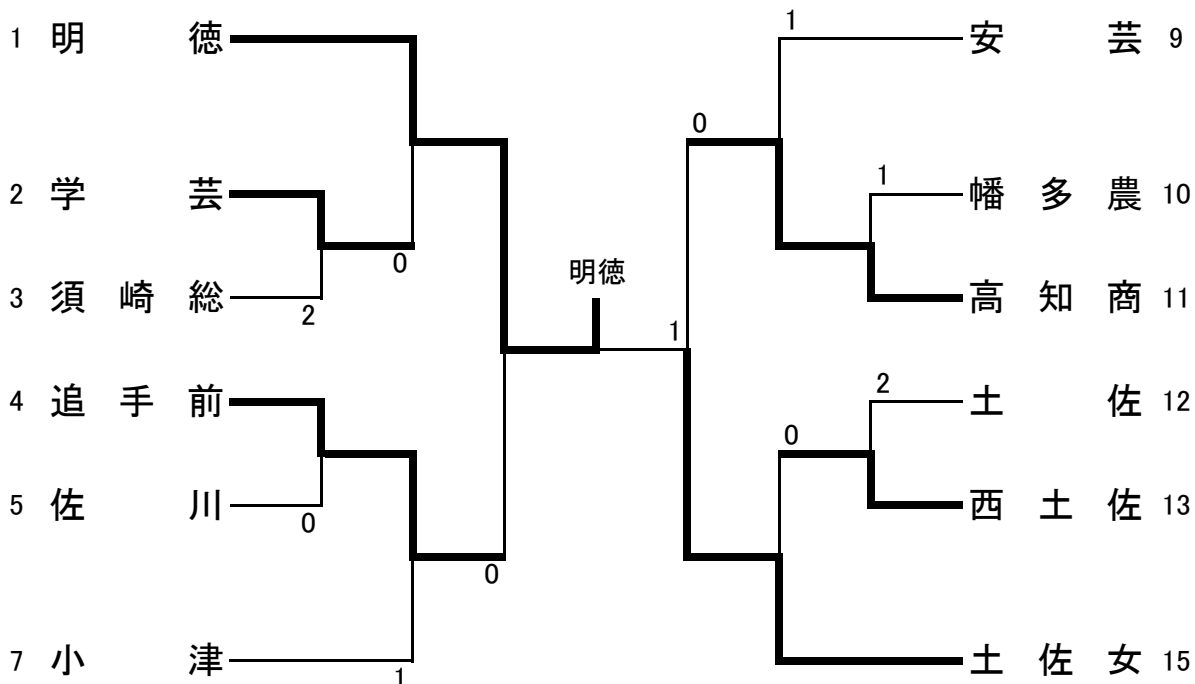 1 明徳
2 学芸
3 須崎総
4 追手前
5 佐川
7 小津
0
2
0
0
1
明徳
1
1
0
1
2
0
安芸 9
幡多農 10
高知商 11
土佐 12
西土佐 13
土佐女 15